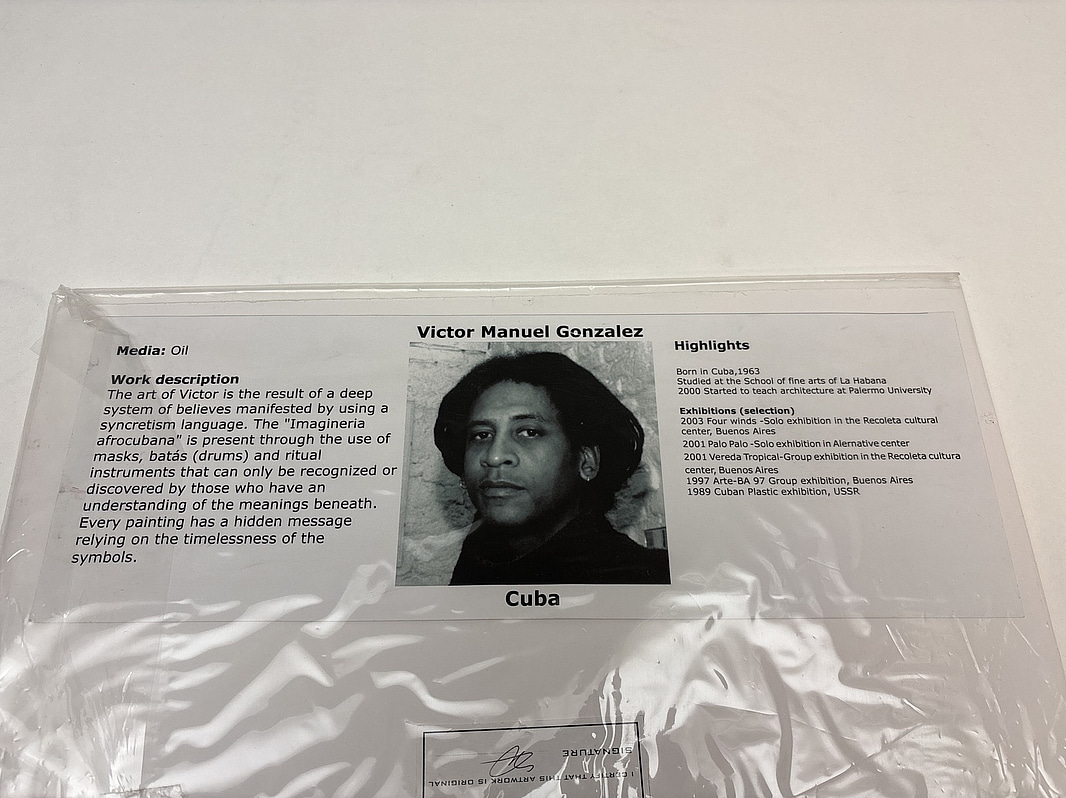 Victor Manuel Gonzalez
Media: Oil
Work description
The art of Victor is the result of a deep
system of believes manifested by using a
syncretism language. The "Imagineria
afrocubana" is present through the use of
masks, batás (drums) and ritual
instruments that can only be recognized or
discovered by those who have an
understanding of the meanings beneath.
Every painting has a hidden message
relying on the timelessness of the
symbols.
Cuba
Highlights
Born in Cuba,1963
Studied at the School of fine arts of La Habana
2000 Started to teach architecture at Palermo University
Exhibitions (selection)
2003 Four winds -Solo exhibition in the Recoleta cultural
center, Buenos Aires
2001 Palo Palo -Solo exhibition in Alernative center
2001 Vereda Tropical-Group exhibition in the Recoleta cultura
center, Buenos Aires
1997 Arte-BA 97 Group exhibition, Buenos Aires
1989 Cuban Plastic exhibition, USSR
I CERTIFY THAT THIS ARTWORK IS ORIGINAL
SIGNATURE